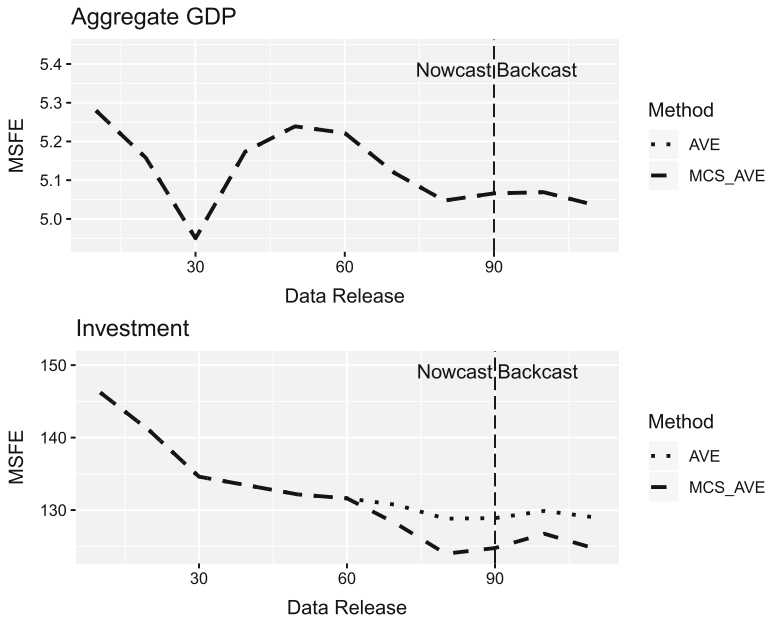 Aggregate GDP
MSFE
5.4
5.3
5.2
5.1
5.0
Nowcast Backcast
30
60
90
Data Release
Method
AVE
MCS_AVE
Investment
MSFE
150
140
130
Nowcast Backcast
30
60
90
Data Release
Method
AVE
MCS_AVE